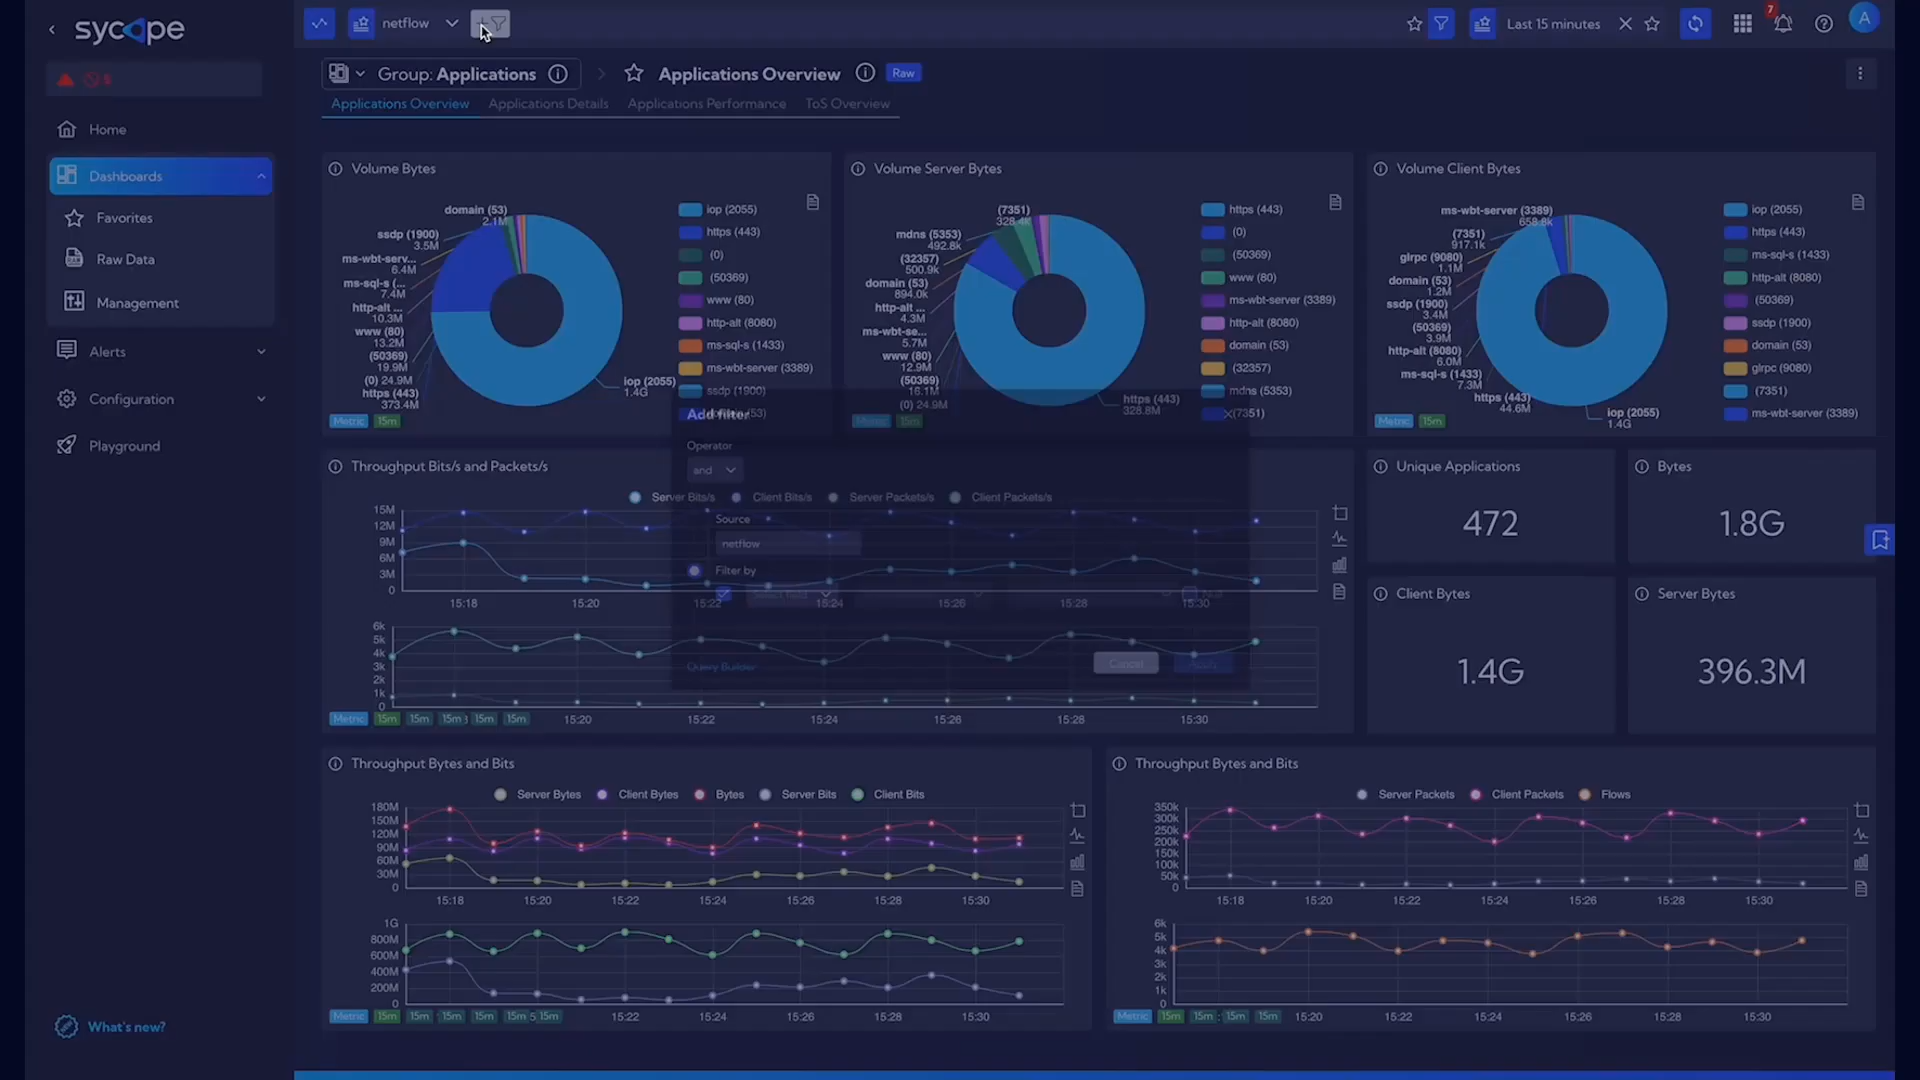 sycope
netflow
Last 15 minutes
7
A
Group: Applications
Applications Overview
Raw
Applications Overview
Applications Details
Applications Performance
ToS Overview
Home
Dashboards
Favorites
Raw Data
Management
Alerts
Configuration
Playground
What's new?
Volume Bytes
domain (53)
2.1M
ssdp (1900)
3.5M
ms-wbt-serv...
6.4M
ms-sql-s (...
7.4M
http-alt ...
10.3M
www (80)
13.2M
(50369)
19.9M
(0) 24.9M
https (443)
373.4M
iop (2055)
1.4G
iop (2055)
https (443)
(0)
(50369)
www (80)
http-alt (8080)
ms-sql-s (1433)
ms-wbt-server (3389)
ssdp (1900)
Metric
15m
Volume Server Bytes
(7351)
328.4k
mdns (5353)
492.8k
(32357)
500.9k
domain (53)
894.0k
http-alt ...
4.3M
ms-wbt-se...
5.7M
www (80)
12.9M
(50369)
16.1M
(0) 24.9M
https (443)
328.8M
https (443)
(0)
(50369)
www (80)
ms-wbt-server (3389)
http-alt (8080)
domain (53)
(32357)
mdns (5353)
(7351)
Metric
15m
Volume Client Bytes
ms-wbt-server (3389)
658.8k
(7351)
917.1k
glrpc (9080)
1.1M
domain (53)
1.2M
ssdp (1900)
3.4M
(50369)
3.9M
http-alt (8080)
6.0M
ms-sql-s (1433)
7.3M
https (443)
44.6M
iop (2055)
1.4G
iop (2055)
https (443)
ms-sql-s (1433)
http-alt (8080)
(50369)
ssdp (1900)
domain (53)
glrpc (9080)
(7351)
ms-wbt-server (3389)
Metric
15m
Add filter
Operator
and
Source
netflow
Filter by
Select field
Null
Query Builder
Cancel
Apply
Throughput Bits/s and Packets/s
Server Bits/s
Client Bits/s
Server Packets/s
Client Packets/s
15M
12M
9M
6M
3M
0
15:18
15:20
15:22
15:24
15:26
15:28
15:30
6k
5k
4k
3k
2k
1k
0
Metric
15m
15m
15m
15m
15m
15:20
15:22
15:24
15:26
15:28
15:30
Unique Applications
472
Bytes
1.8G
Client Bytes
1.4G
Server Bytes
396.3M
Throughput Bytes and Bits
Server Bytes
Client Bytes
Bytes
Server Bits
Client Bits
180M
150M
120M
90M
60M
30M
0
15:18
15:20
15:22
15:24
15:26
15:28
15:30
1G
800M
600M
400M
200M
0
Metric
15m
15m
15m
15m
15m
15m
15:22
15:24
15:26
15:28
15:30
Throughput Bytes and Bits
Server Packets
Client Packets
Flows
350k
300k
250k
200k
150k
100k
50k
0
15:18
15:20
15:22
15:24
15:26
15:28
15:30
6k
5k
4k
3k
2k
1k
0
Metric
15m
15m
15m
15m
15:20
15:22
15:24
15:26
15:28
15:30